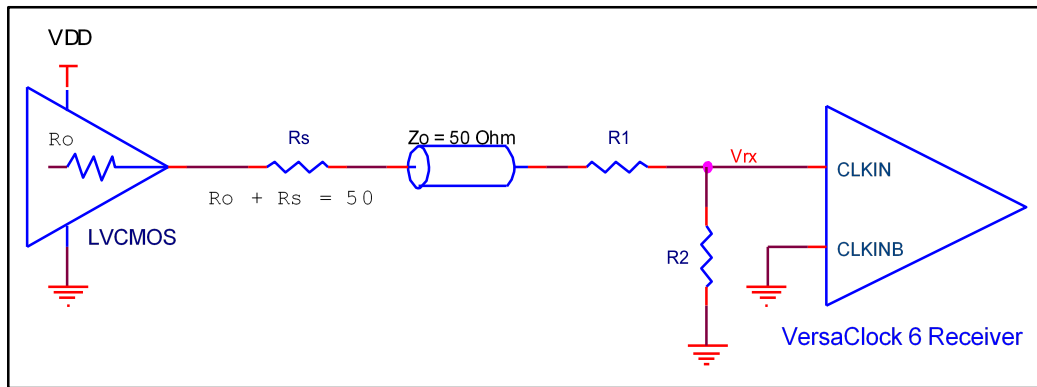 VDD
Ro
Rs
Zo = 50 Ohm
R1
Vrx
CLKIN
Ro + Rs = 50
LVCMOS
R2
CLKINB
VersaClock 6 Receiver